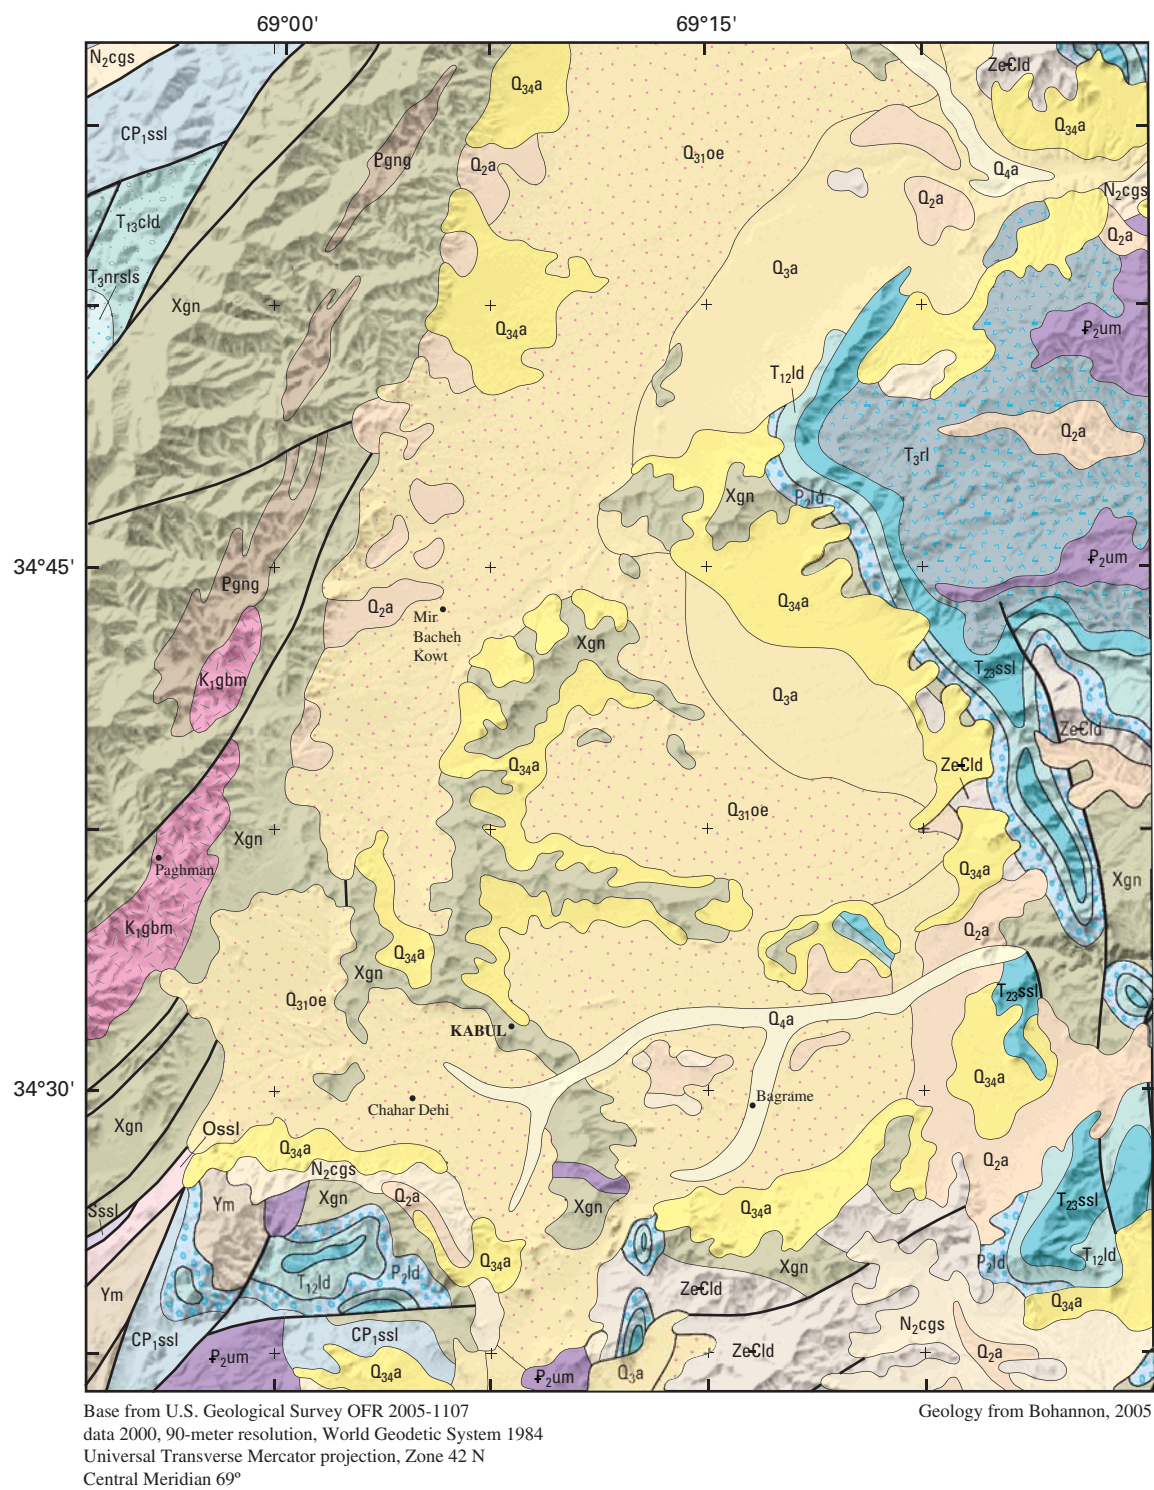 69°00'
69°15'
N₂cgs
Q₃₄a
ZeꞒld
CP₁ssl
Q₃₄a
Pgng
Q₂a
Q₃₁oe
Q₄a
N₂cgs
Q₂a
T₁₃cld
Q₂a
Q₃a
T₃nrsls
Xgn
Q₃₄a
P₂um
T₁₂ld
Q₂a
T₃rl
Xgn
P₂ld
34°45'
P₂um
Pgng
Q₂a
Mir
Bacheh
Kowt
Q₃₄a
Xgn
K₁gbm
T₂₃ssl
Q₃a
ZeꞒld
Q₃₄a
ZeꞒld
Q₃₁oe
Xgn
Paghman
Q₃₄a
Xgn
K₁gbm
Q₂a
Q₃₄a
Xgn
Q₃₁oe
T₂₃ssl
Q₄a
KABUL
34°30'
Q₃₄a
Bagrame
Chahar Dehi
Xgn
Ossl
Q₃₄a
N₂cgs
Q₂a
Sssl
Ym
Xgn
Q₂a
Xgn
Q₃₄a
T₂₃ssl
Q₃₄a
P₂ld
T₁₂ld
Xgn
P₂ld
T₁₂ld
Ym
ZeꞒld
Q₃₄a
CP₁ssl
CP₁ssl
N₂cgs
P₂um
ZeꞒld
Q₂a
Q₃₄a
P₂um
Q₃a
Base from U.S. Geological Survey OFR 2005-1107
Geology from Bohannon, 2005
data 2000, 90-meter resolution, World Geodetic System 1984
Universal Transverse Mercator projection, Zone 42 N
Central Meridian 69°